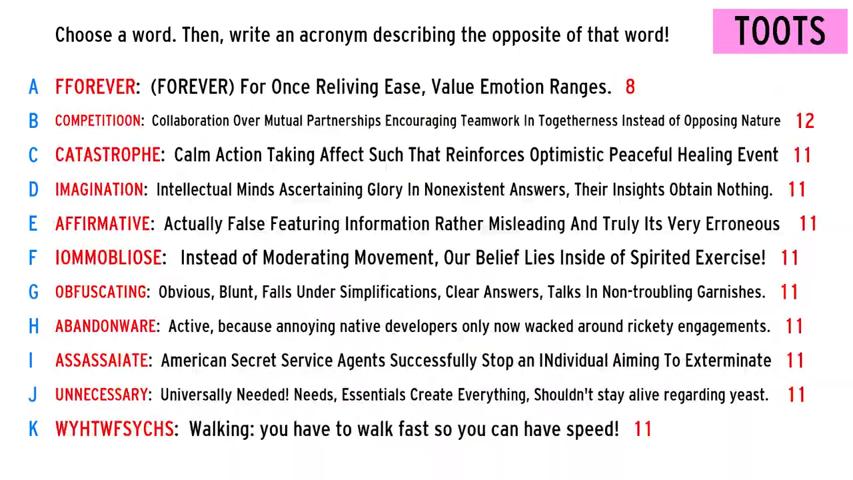 Choose a word. Then, write an acronym describing the opposite of that word!
TOOTS
A FFOREVER: (FOREVER) For Once Reliving Ease, Value Emotion Ranges. 8
B COMPETITIOON: Collaboration Over Mutual Partnerships Encouraging Teamwork In Togetherness Instead of Opposing Nature 12
C CATASTROPHE: Calm Action Taking Affect Such That Reinforces Optimistic Peaceful Healing Event 11
D IMAGINATION: Intellectual Minds Ascertaining Glory In Nonexistent Answers, Their Insights Obtain Nothing. 11
E AFFIRMATIVE: Actually False Featuring Information Rather Misleading And Truly Its Very Erroneous 11
F IOMMOBLIOSE: Instead of Moderating Movement, Our Belief Lies Inside of Spirited Exercise! 11
G OBFUSCATING: Obvious, Blunt, Falls Under Simplifications, Clear Answers, Talks In Non-troubling Garnishes. 11
H ABANDONWARE: Active, because annoying native developers only now wacked around rickety engagements. 11
I ASSASSAIATE: American Secret Service Agents Successfully Stop an INdividual Aiming To Exterminate 11
J UNNECESSARY: Universally Needed! Needs, Essentials Create Everything, Shouldn't stay alive regarding yeast. 11
K WYHTWFSYCHS: Walking: you have to walk fast so you can have speed! 11